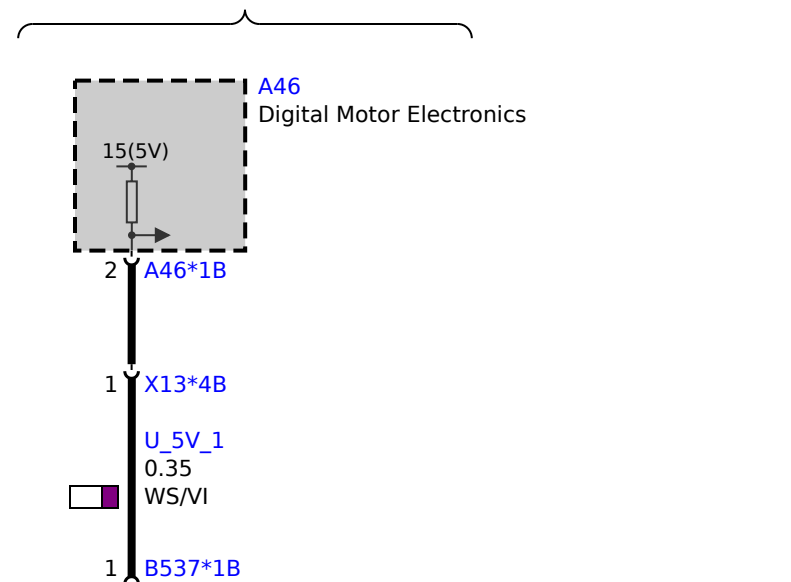 A46
Digital Motor Electronics
15(5V)
2 A46*1B
1 X13*4B
U_5V_1
0.35
WS/VI
1 B537*1B